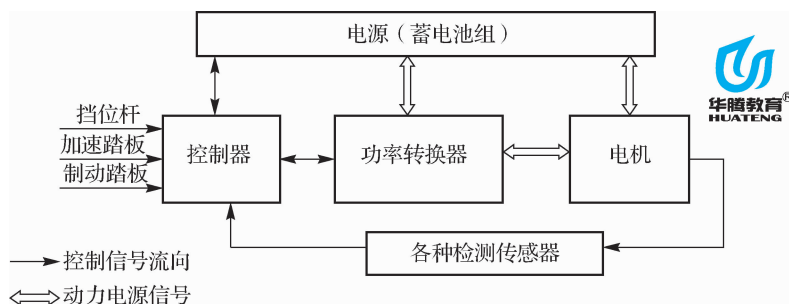 电源（蓄电池组）
华腾教育®
HUATENG
挡位杆
加速踏板
制动踏板
控制器
功率转换器
电机
各种检测传感器
控制信号流向
动力电源信号